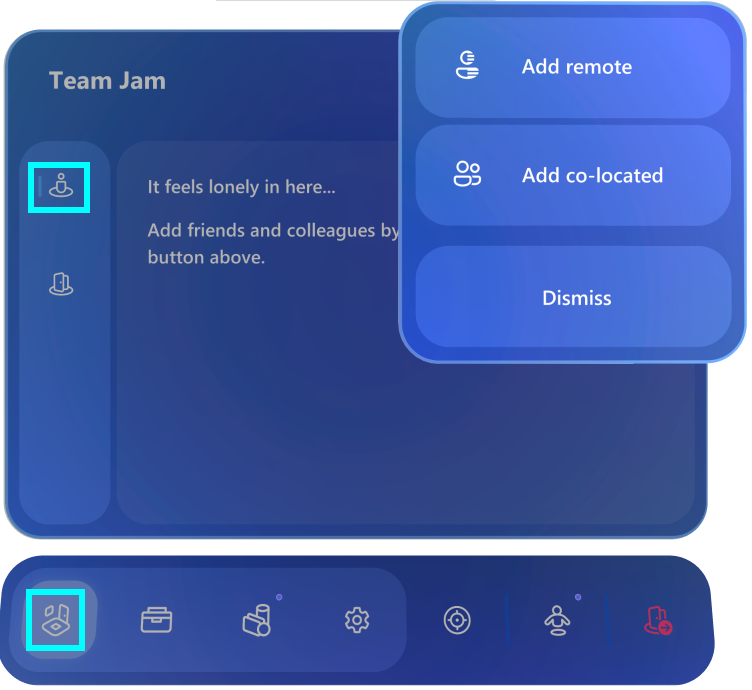 Team Jam
Add remote
Add co-located
Dismiss
It feels lonely in here...
Add friends and colleagues by
button above.